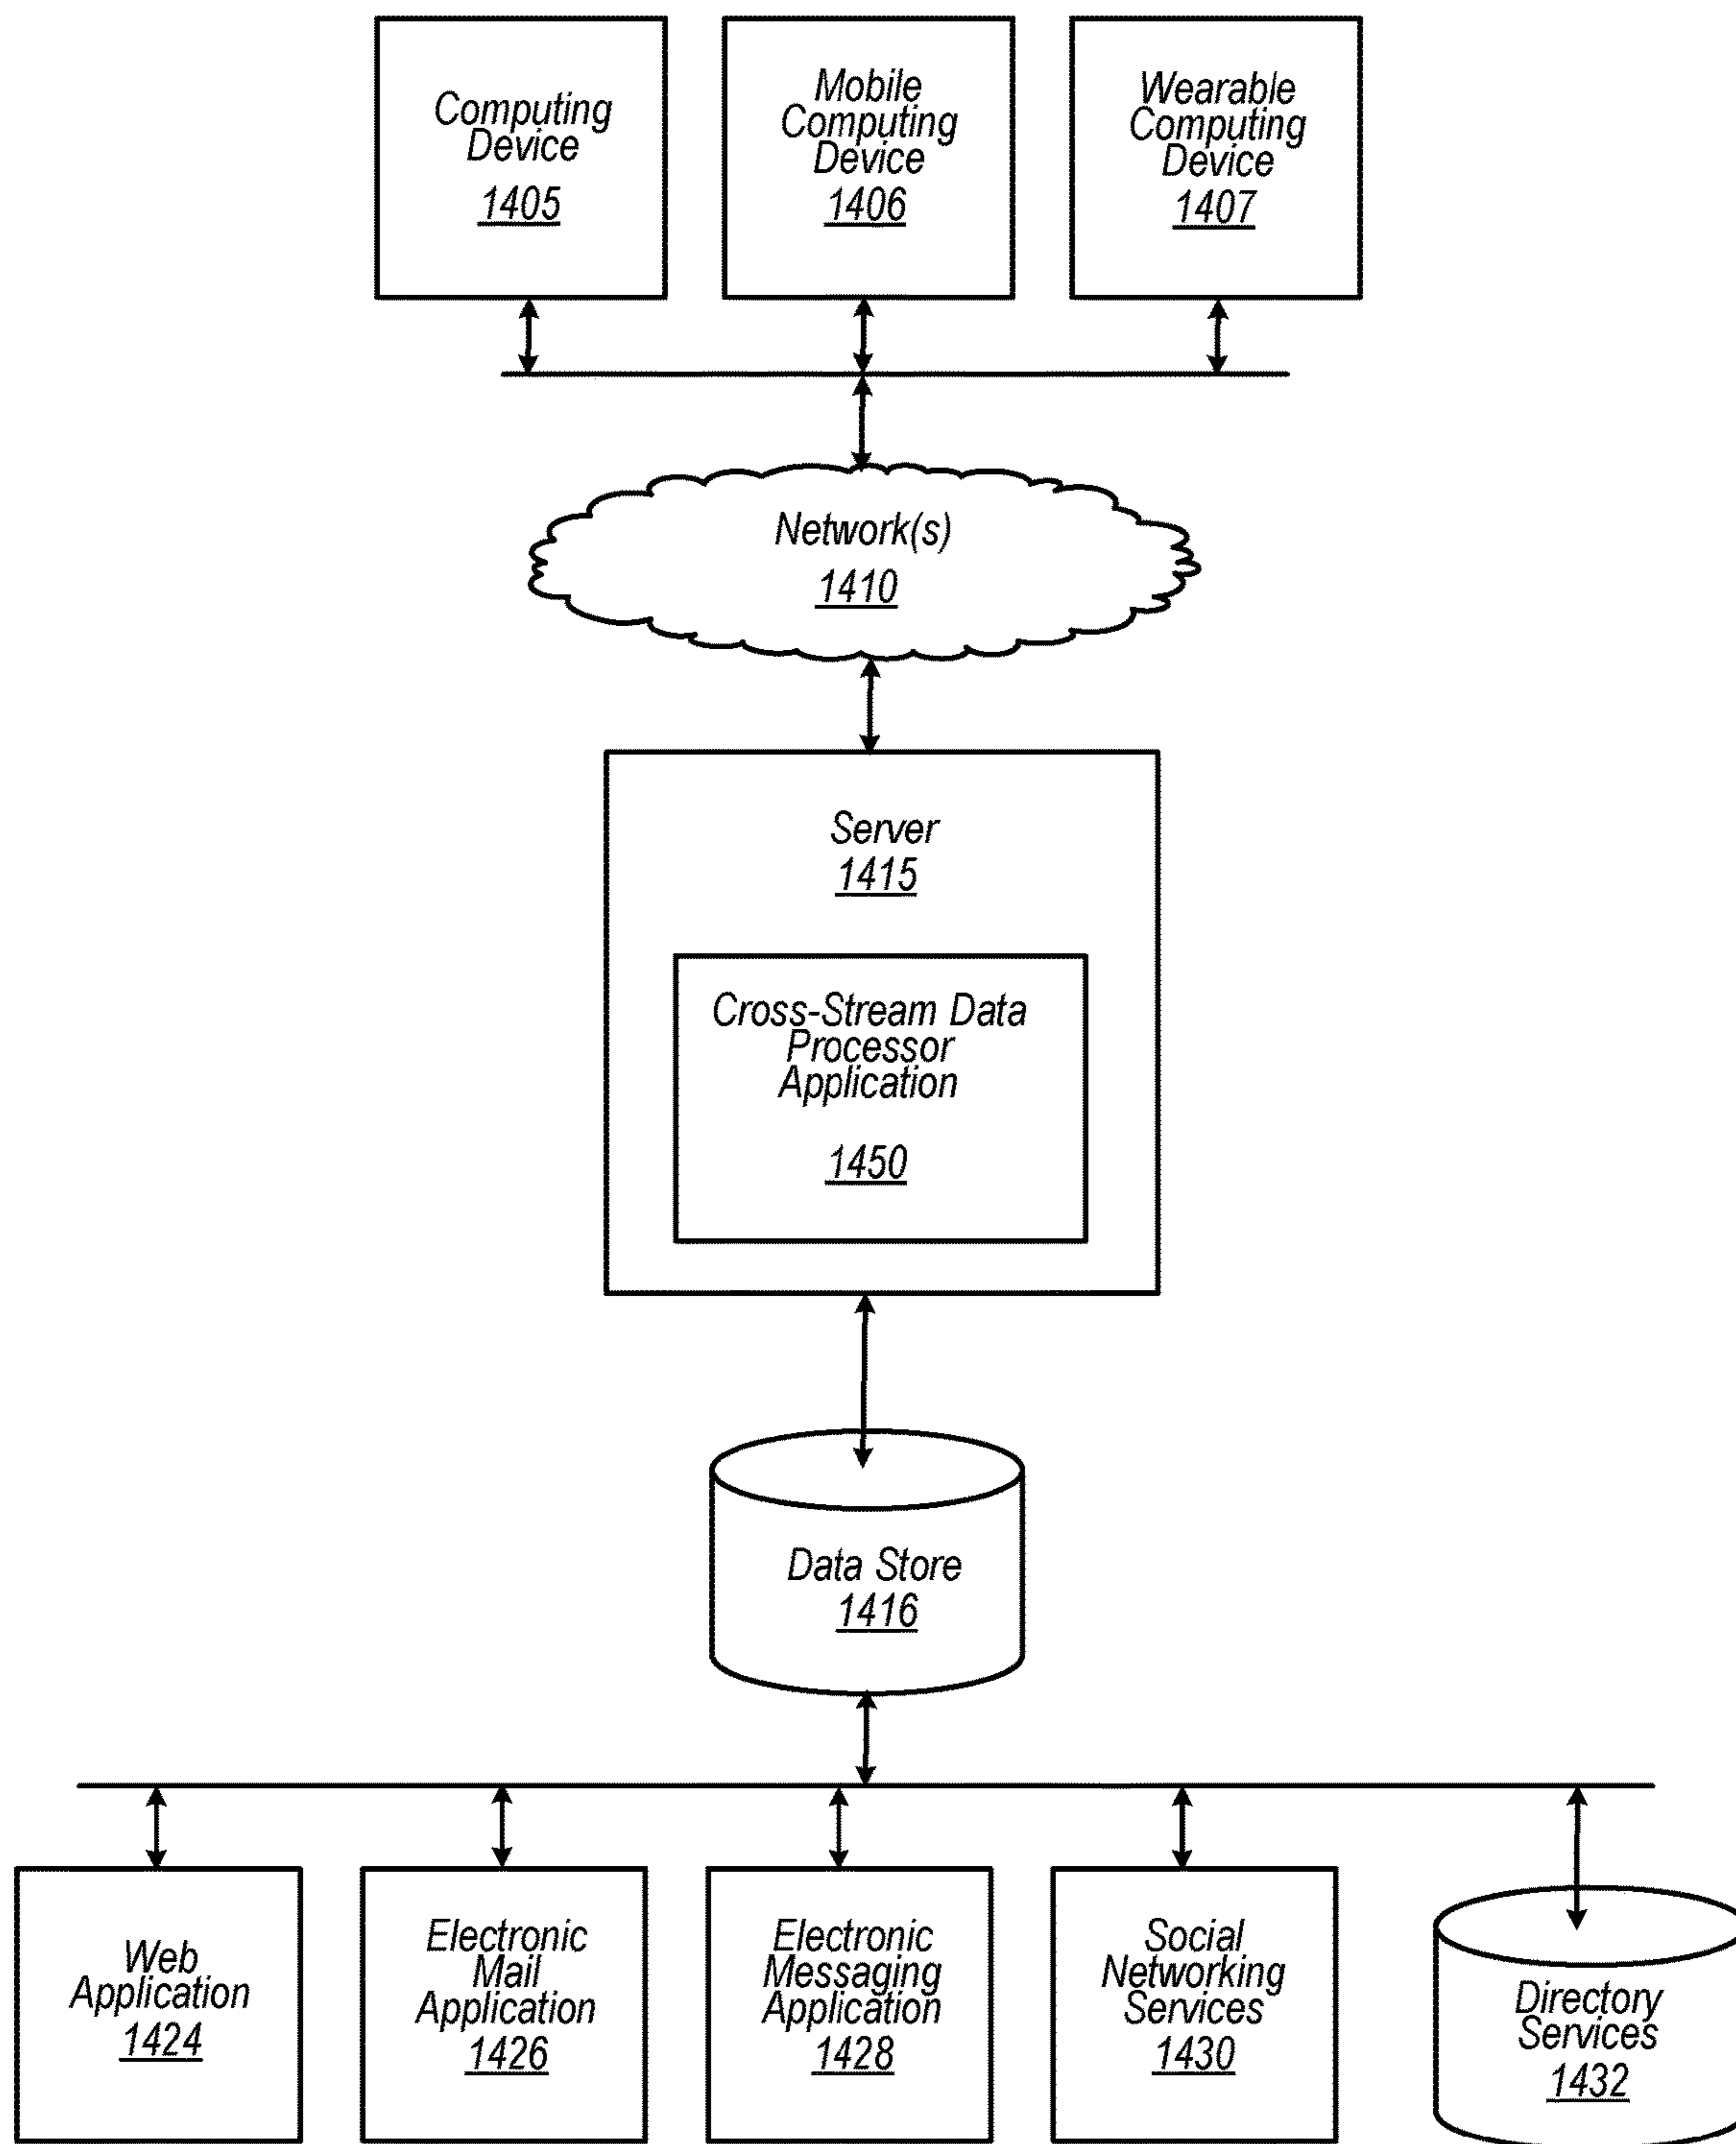 Computing
Device
1405
Mobile
Computing
Device
1406
Wearable
Computing
Device
1407
Network(s)
1410
Server
1415
Cross-Stream Data
Processor
Application
1450
Data Store
1416
Web
Application
1424
Electronic
Mail
Application
1426
Electronic
Messaging
Application
1428
Social
Networking
Services
1430
Directory
Services
1432